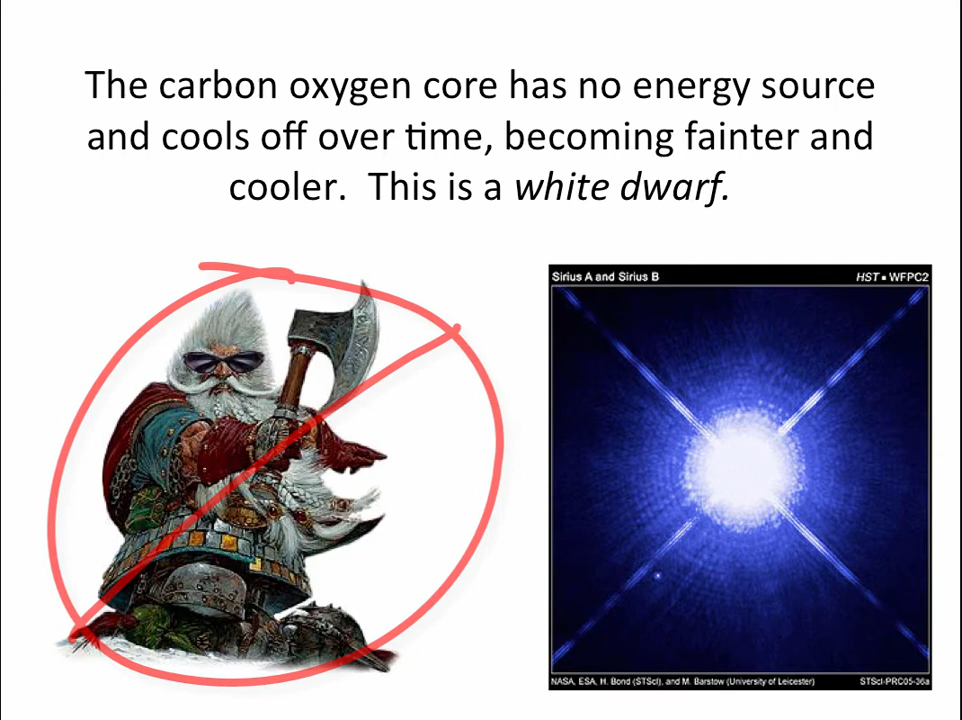 The carbon oxygen core has no energy source
and cools off over time, becoming fainter and
cooler. This is a white dwarf.
Sirius A and Sirius B HST ▪ WFPC2
NASA, ESA, H. Bond (STScI), and M. Barstow (University of Leicester) STScI-PRC05-36a